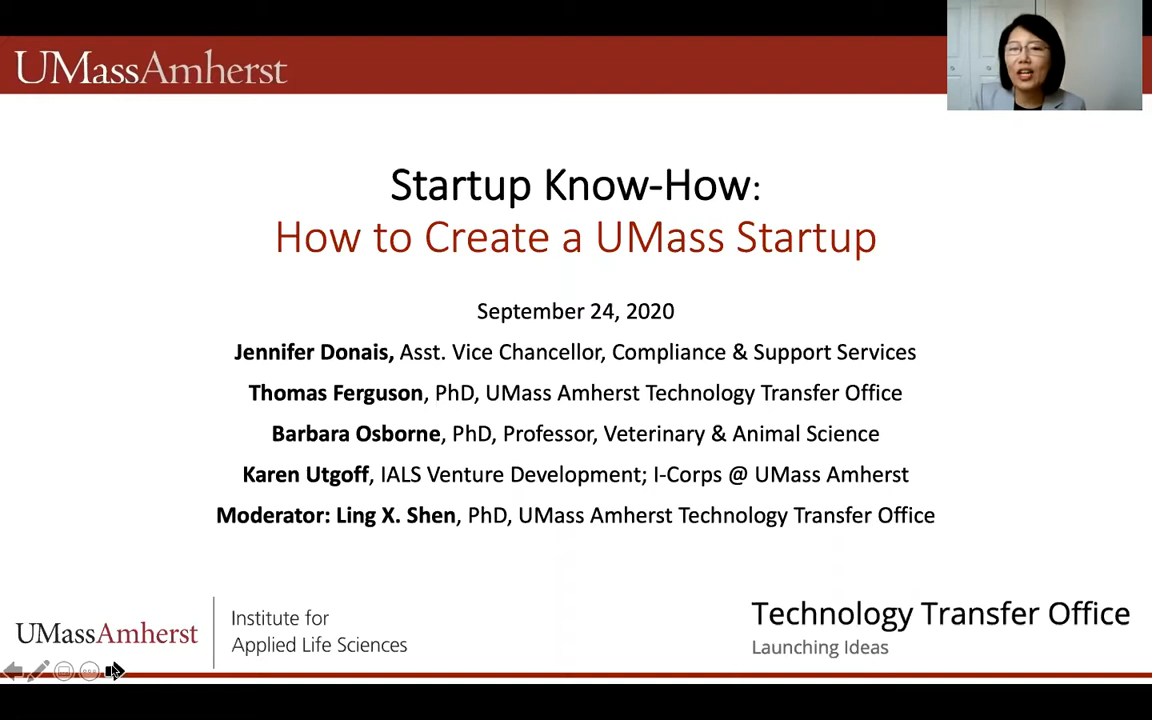 UMassAmherst
Startup Know-How:
How to Create a UMass Startup
September 24, 2020
Jennifer Donais, Asst. Vice Chancellor, Compliance & Support Services
Thomas Ferguson, PhD, UMass Amherst Technology Transfer Office
Barbara Osborne, PhD, Professor, Veterinary & Animal Science
Karen Utgoff, IALS Venture Development; I-Corps @ UMass Amherst
Moderator: Ling X. Shen, PhD, UMass Amherst Technology Transfer Office
UMassAmherst
Institute for
Applied Life Sciences
Technology Transfer Office
Launching Ideas